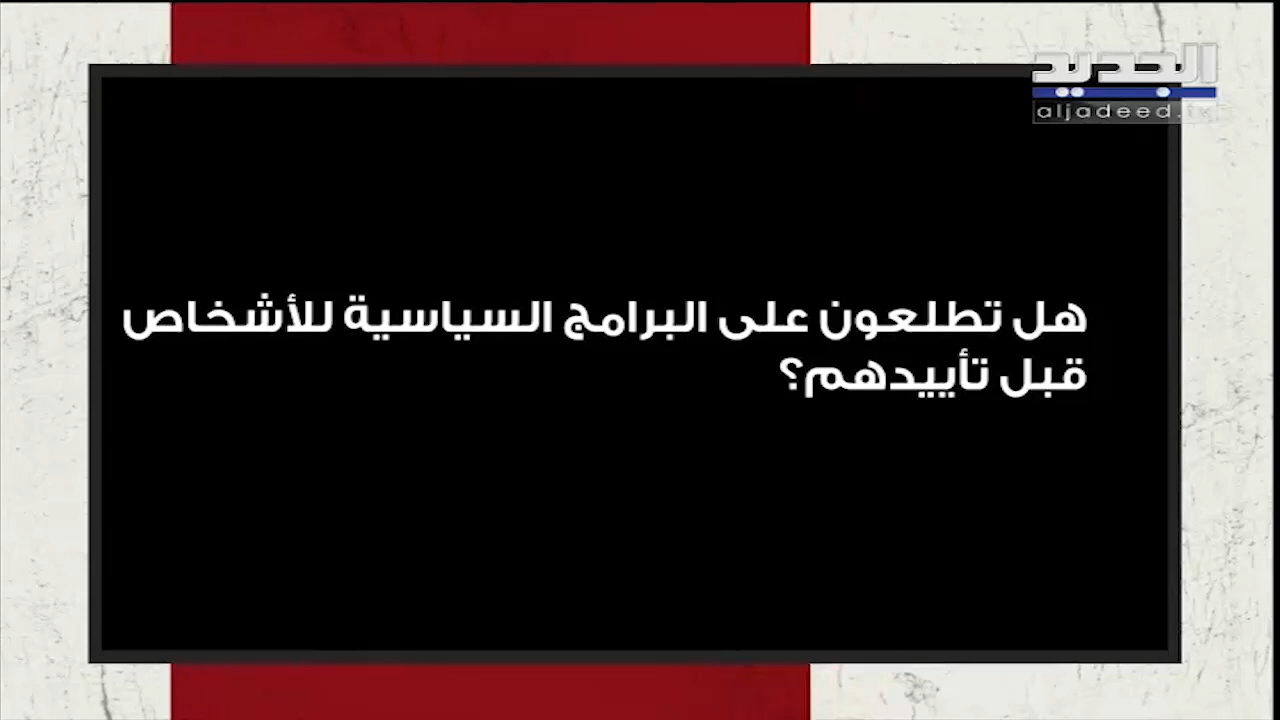 الجديد
aljadeed.tv
هل تطلعون على البرامج السياسية للأشخاص
قبل تأييدهم؟